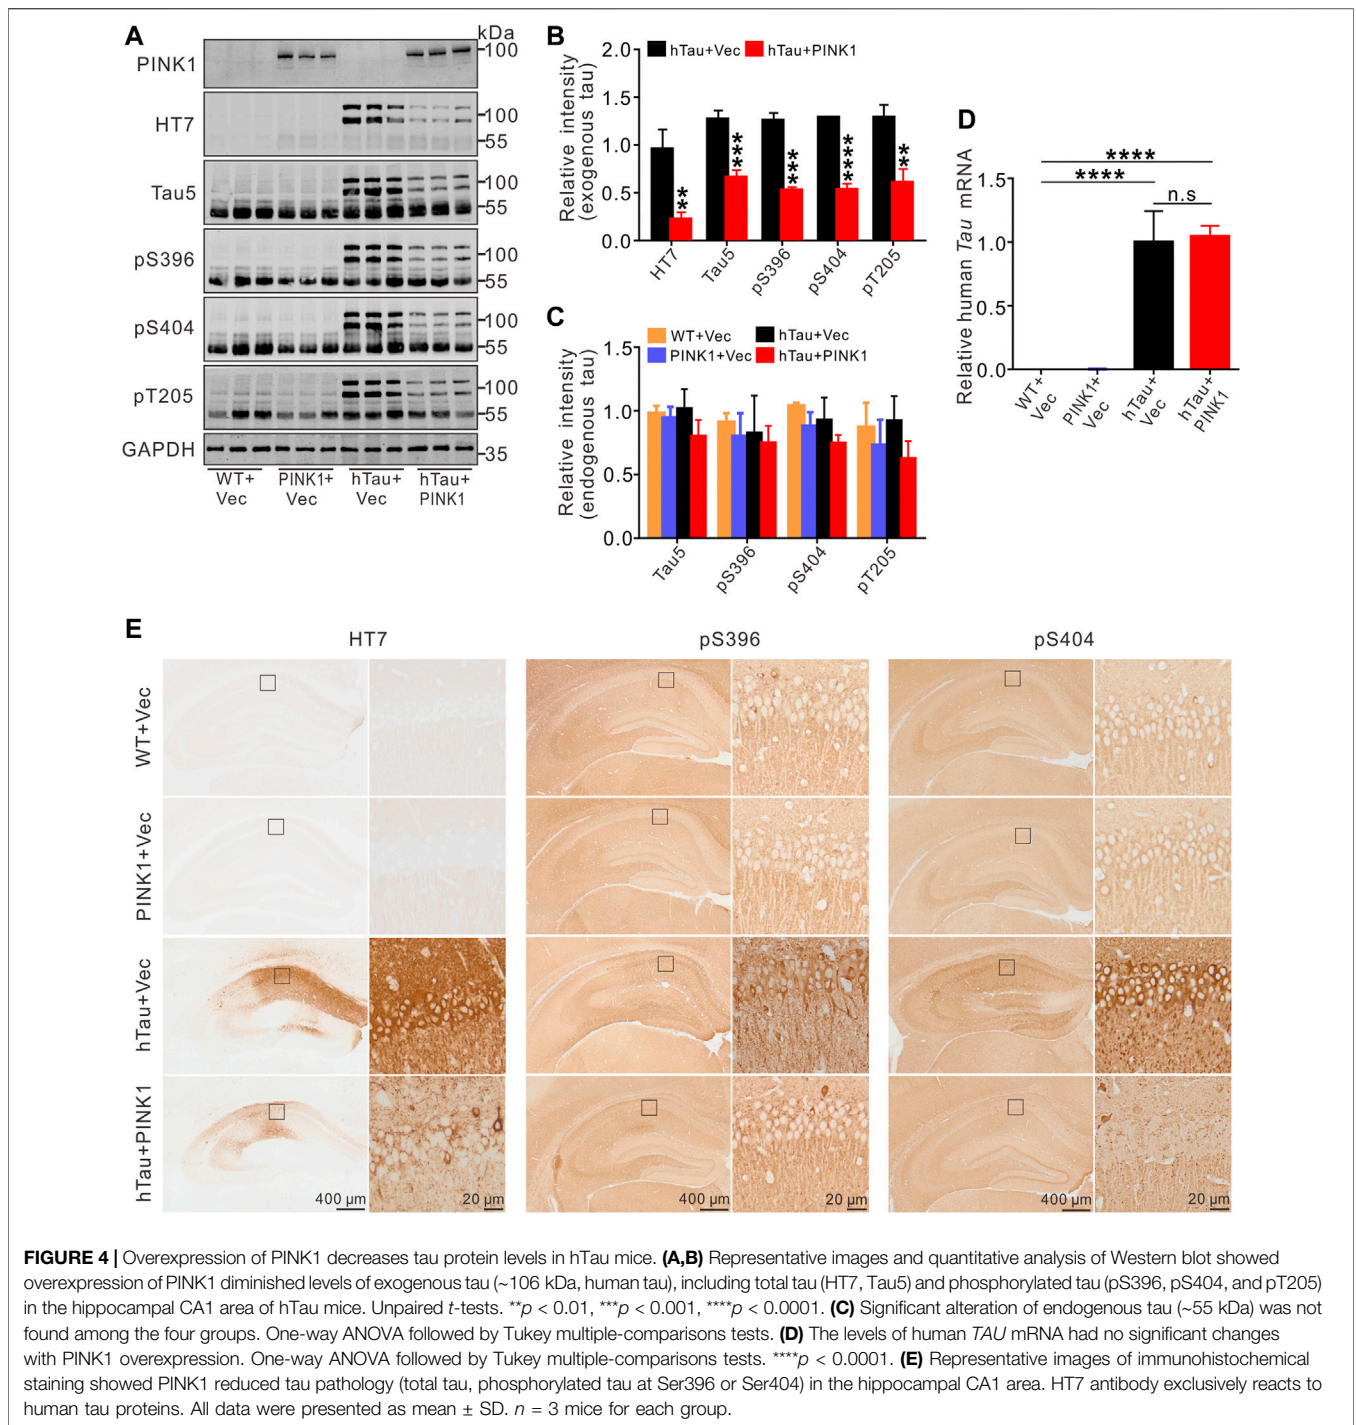 A
kDa
PINK1
100
HT7
100
55
Tau5
100
55
pS396
100
55
pS404
100
55
pT205
100
55
GAPDH
35
WT+ PINK1+ hTau+ hTau+
Vec Vec Vec PINK1
B
hTau+Vec hTau+PINK1
Relative intensity
(exogenous tau)
2.0
1.5
1.0
0.5
0.0
** **** *** **** **
HT7 Tau5 pS396 pS404 pT205
C
WT+Vec hTau+Vec
PINK1+Vec hTau+PINK1
Relative intensity
(endogenous tau)
1.5
1.0
0.5
0.0
Tau5 pS396 pS404 pT205
D
Relative human Tau mRNA
****
****
n.s
1.5
1.0
0.5
0.0
WT+ PINK1+ hTau+ hTau+
Vec Vec Vec PINK1
E
HT7 pS396 pS404
WT+Vec
PINK1+Vec
hTau+Vec
hTau+PINK1
400 µm 20 µm 400 µm 20 µm 400 µm 20 µm
FIGURE 4 | Overexpression of PINK1 decreases tau protein levels in hTau mice. (A,B) Representative images and quantitative analysis of Western blot showed
overexpression of PINK1 diminished levels of exogenous tau (~106 kDa, human tau), including total tau (HT7, Tau5) and phosphorylated tau (pS396, pS404, and pT205)
in the hippocampal CA1 area of hTau mice. Unpaired t-tests. **p < 0.01, ***p < 0.001, ****p < 0.0001. (C) Significant alteration of endogenous tau (~55 kDa) was not
found among the four groups. One-way ANOVA followed by Tukey multiple-comparisons tests. (D) The levels of human TAU mRNA had no significant changes
with PINK1 overexpression. One-way ANOVA followed by Tukey multiple-comparisons tests. ****p < 0.0001. (E) Representative images of immunohistochemical
staining showed PINK1 reduced tau pathology (total tau, phosphorylated tau at Ser396 or Ser404) in the hippocampal CA1 area. HT7 antibody exclusively reacts to
human tau proteins. All data were presented as mean ± SD. n = 3 mice for each group.